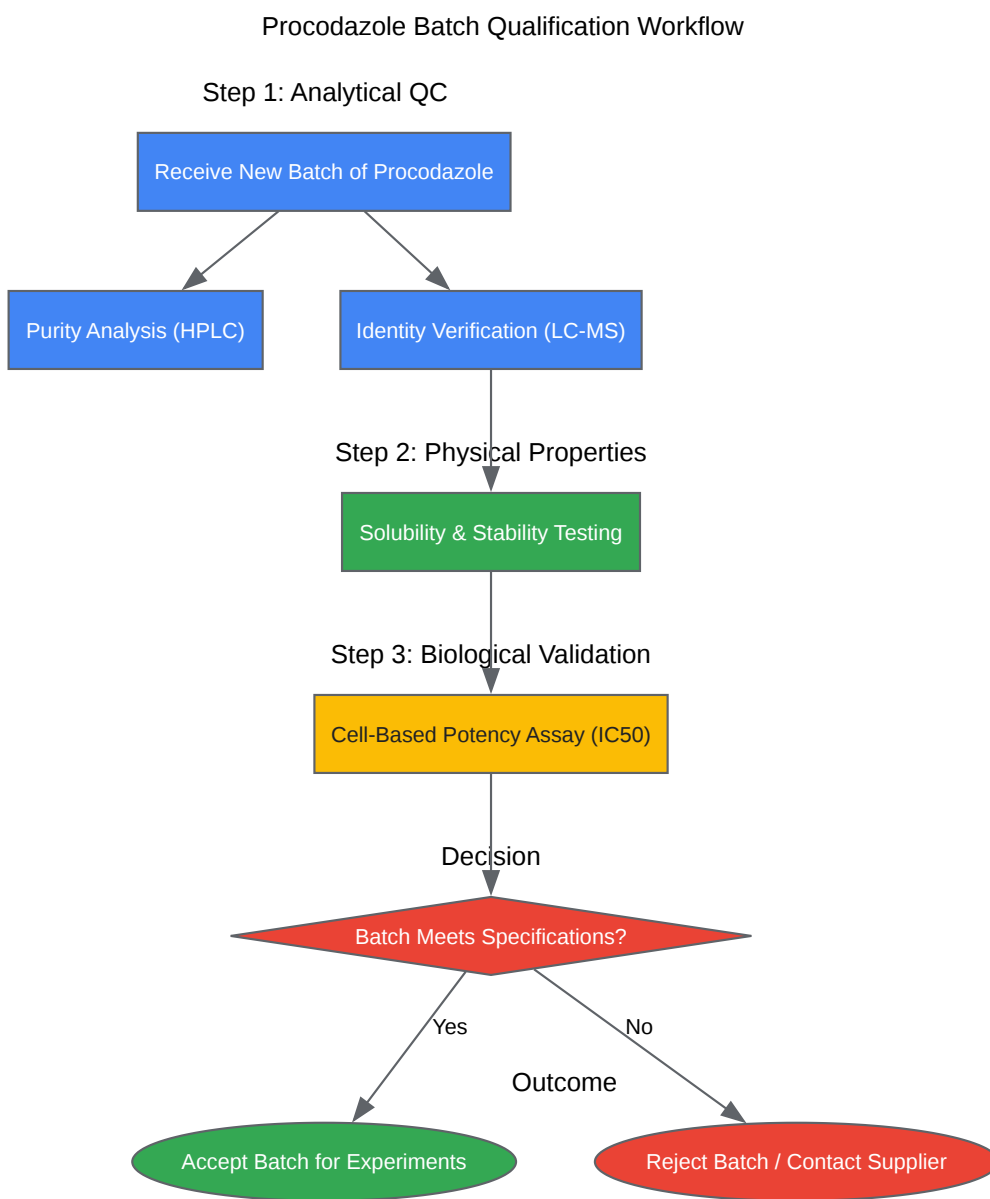 Procodazole Batch Qualification Workflow
Step 1: Analytical QC
Receive New Batch of Procodazole
Purity Analysis (HPLC)
Identity Verification (LC-MS)
Step 2: Physical Properties
Solubility & Stability Testing
Step 3: Biological Validation
Cell-Based Potency Assay (IC50)
Decision
Batch Meets Specifications?
Yes
No
Outcome
Accept Batch for Experiments
Reject Batch / Contact Supplier